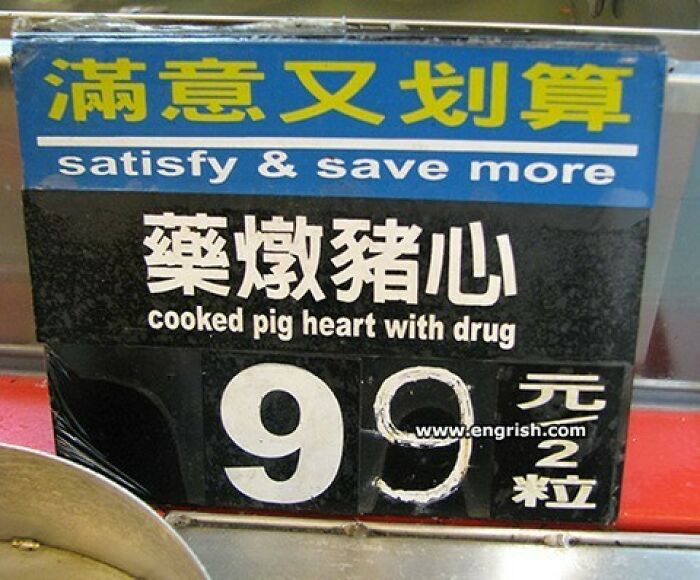 滿意又划算
satisfy & save more
藥燉豬心
cooked pig heart with drug
99
元/2粒
www.engrish.com